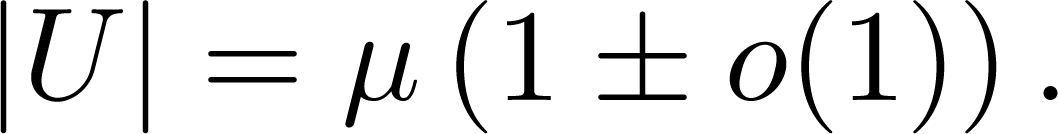 |U| = μ (1 ± o(1)) .